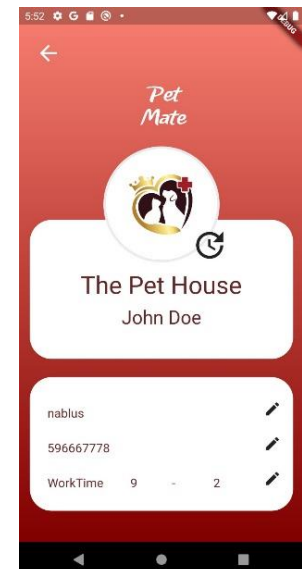 5:52 G
DEBUG
Pet
Mate
The Pet House
John Doe
nablus
596667778
WorkTime 9 - 2